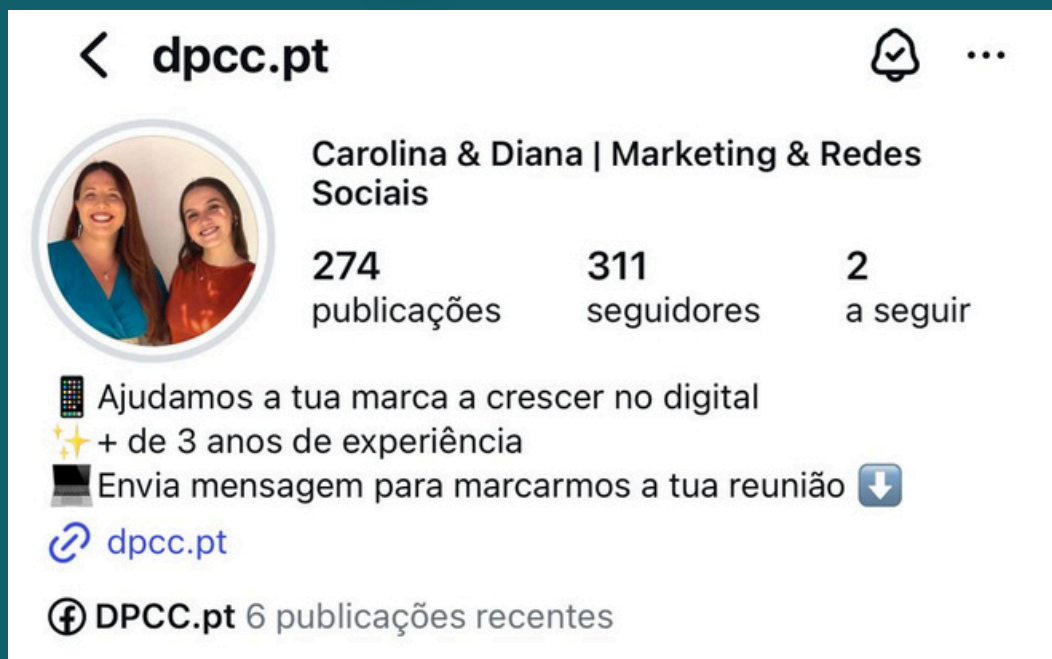 dpcc.pt
Carolina & Diana | Marketing & Redes
Sociais
274 311 2
publicações seguidores a seguir
📱 Ajudamos a tua marca a crescer no digital
✨+ de 3 anos de experiência
💻Envia mensagem para marcarmos a tua reunião ⬇️
dpcc.pt
DPCC.pt 6 publicações recentes